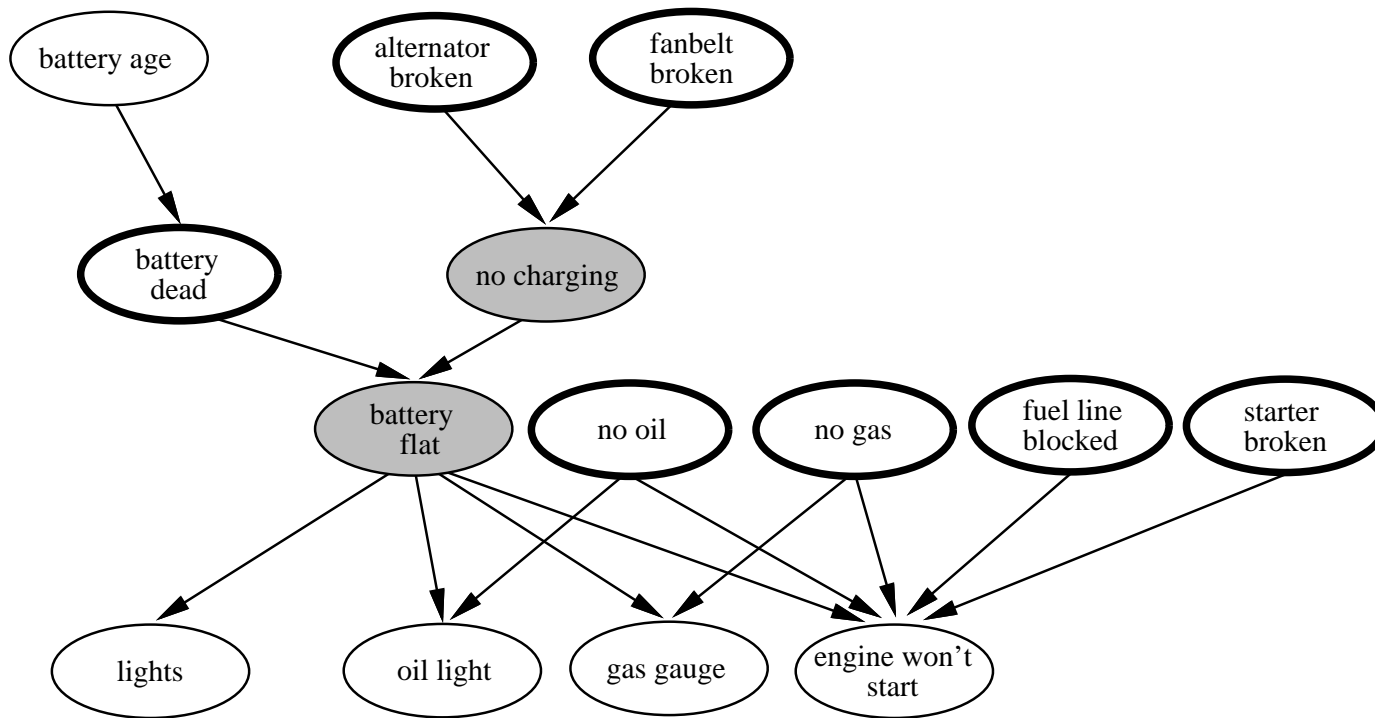 battery age
alternator
broken
fanbelt
broken
battery
dead
no charging
battery
flat
no oil
no gas
fuel line
blocked
starter
broken
lights
oil light
gas gauge
engine won’t
start